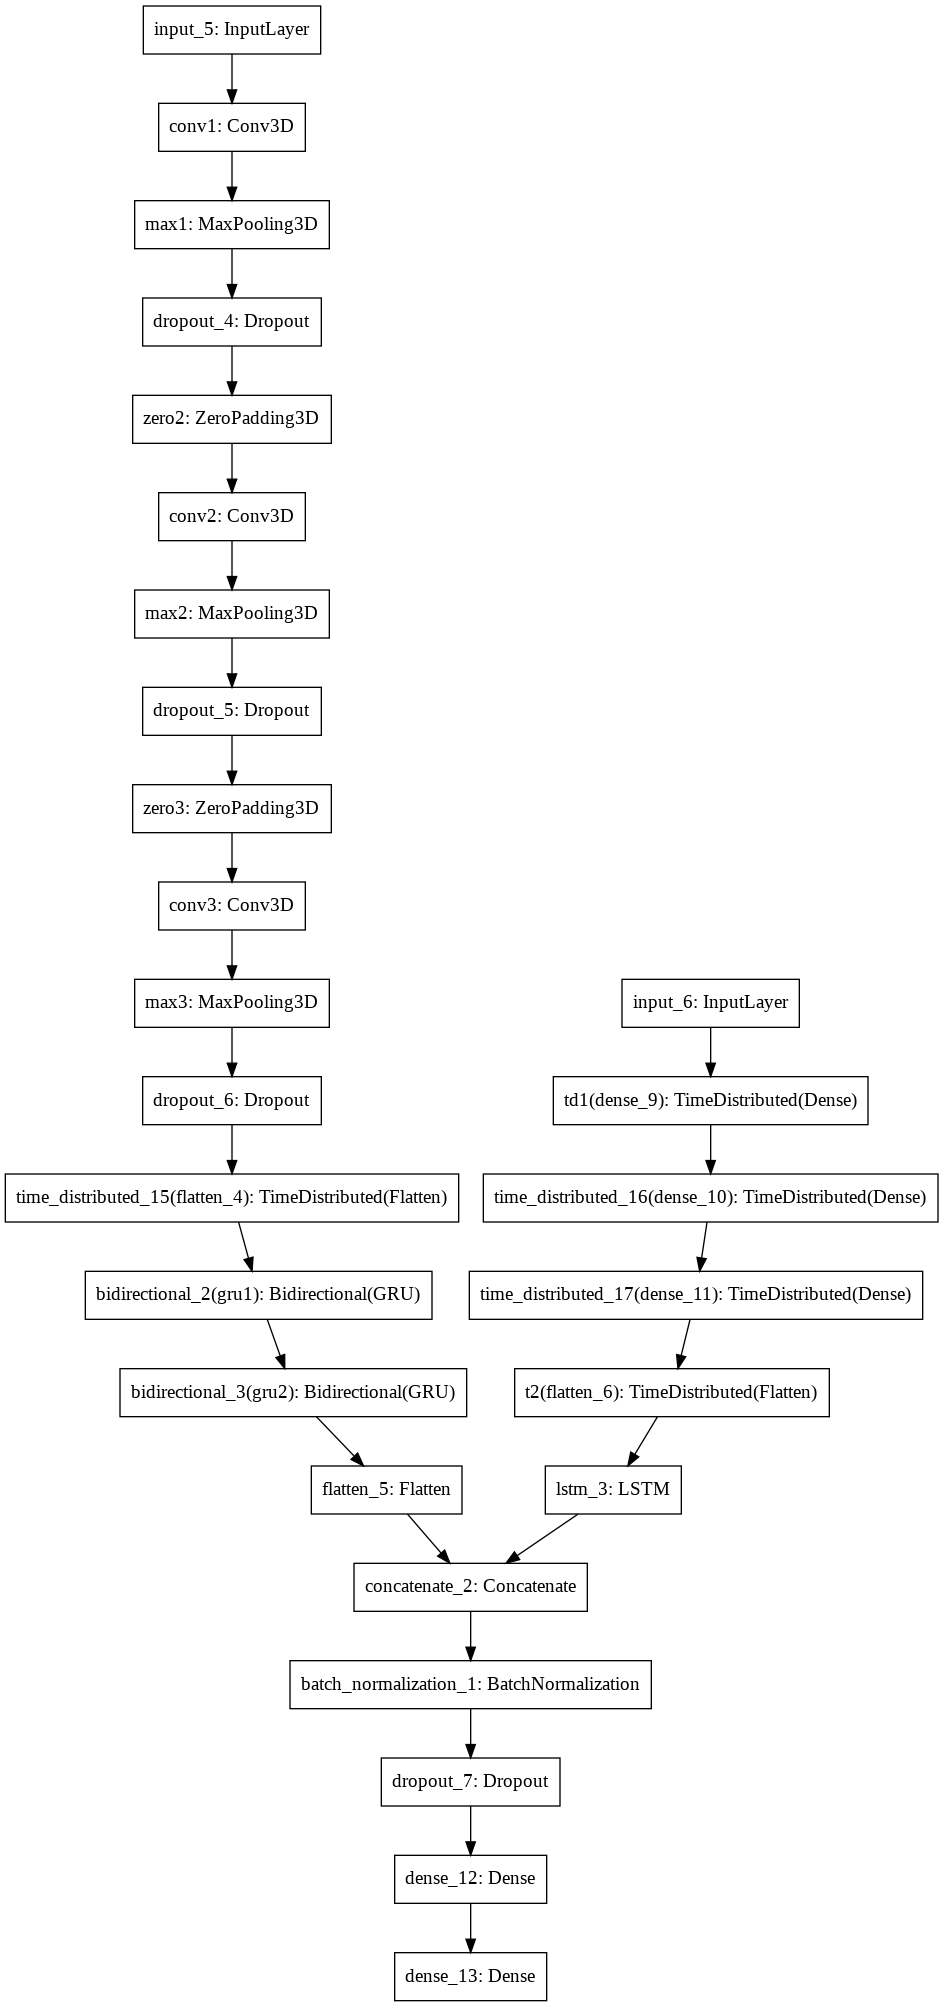 input_5: InputLayer
conv1: Conv3D
max1: MaxPooling3D
dropout_4: Dropout
zero2: ZeroPadding3D
conv2: Conv3D
max2: MaxPooling3D
dropout_5: Dropout
zero3: ZeroPadding3D
conv3: Conv3D
max3: MaxPooling3D
input_6: InputLayer
dropout_6: Dropout
td1(dense_9): TimeDistributed(Dense)
time_distributed_15(flatten_4): TimeDistributed(Flatten)
time_distributed_16(dense_10): TimeDistributed(Dense)
bidirectional_2(gru1): Bidirectional(GRU)
time_distributed_17(dense_11): TimeDistributed(Dense)
bidirectional_3(gru2): Bidirectional(GRU)
t2(flatten_6): TimeDistributed(Flatten)
flatten_5: Flatten
lstm_3: LSTM
concatenate_2: Concatenate
batch_normalization_1: BatchNormalization
dropout_7: Dropout
dense_12: Dense
dense_13: Dense